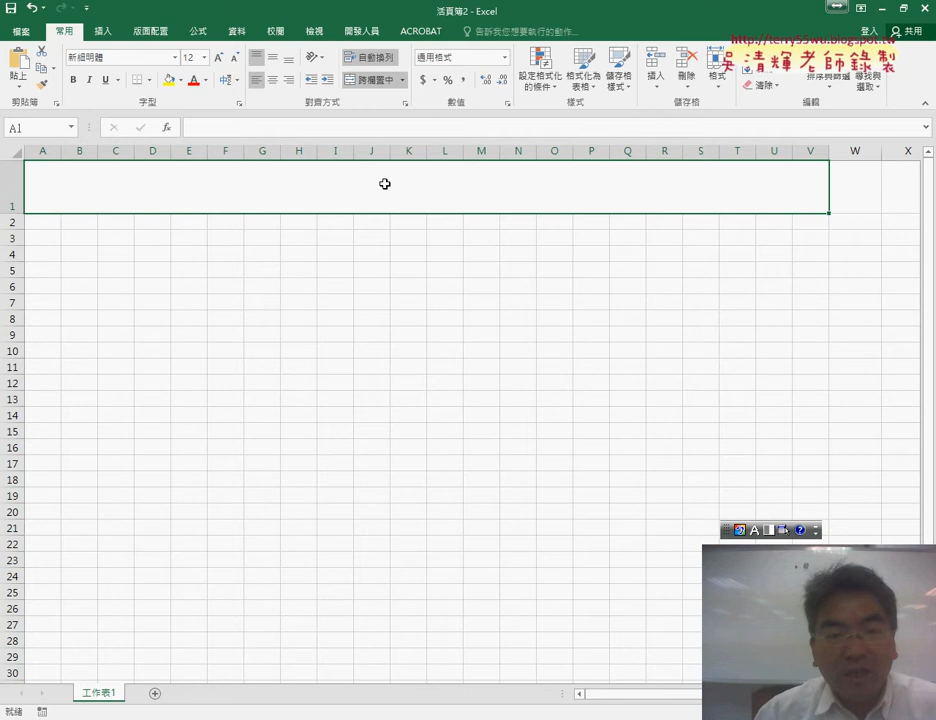 活頁簿2 - Excel
檔案 常用 插入 版面配置 公式 資料 校閱 檢視 開發人員 ACROBAT 告訴我您想要執行的動作... 登入 共用
http://terry55wu.blogspot.tw
吳清輝老師錄製
新細明體 12 自動換列 通用格式
貼上 B I U 跨欄置中 $ % , 設定格式化的條件 格式化為表格 儲存格樣式 插入 刪除 格式 清除 排序與篩選 尋找與選取
剪貼簿 字型 對齊方式 數值 樣式 儲存格 編輯
A1 fx
A B C D E F G H I J K L M N O P Q R S T U V W X
1
2
3
4
5
6
7
8
9
10
11
12
13
14
15
16
17
18
19
20
21
22
23
24
25
26
27
28
29
30
工作表1
就緒